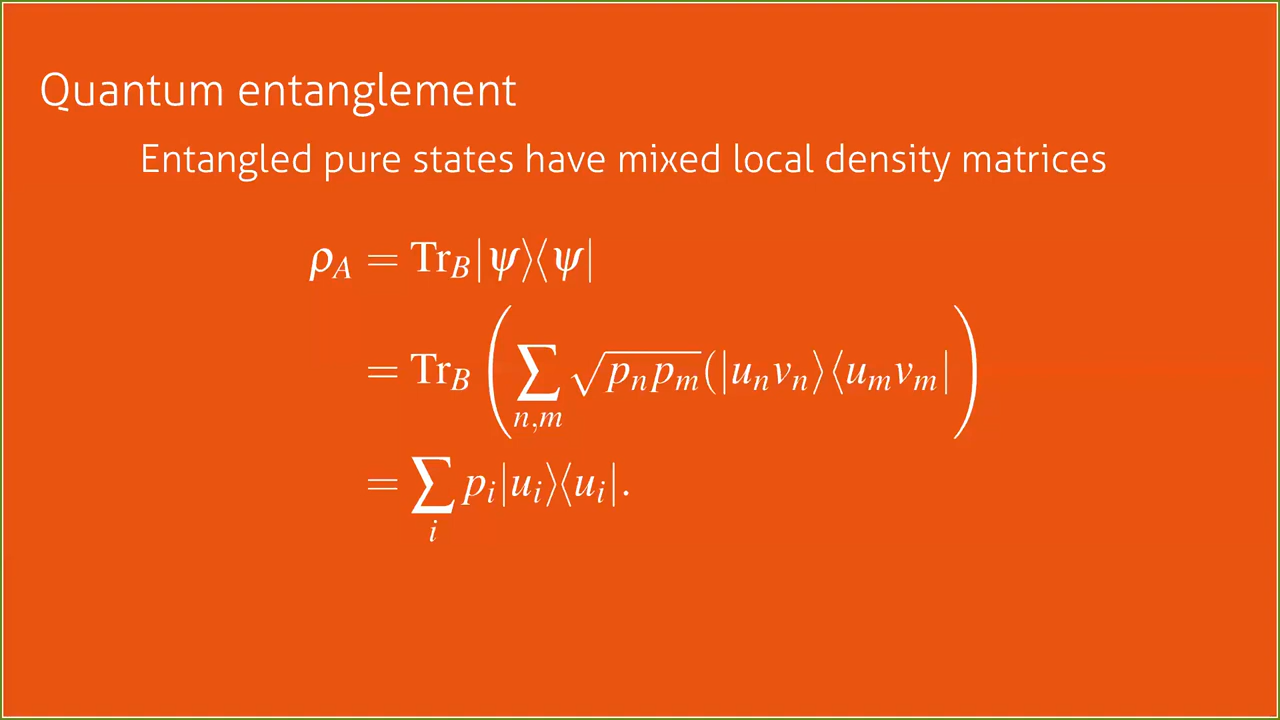 Quantum entanglement
Entangled pure states have mixed local density matrices
ρ_A = Tr_B|ψ⟩⟨ψ|
= Tr_B ( ∑_{n,m} √(p_n p_m) (|u_n v_n⟩⟨u_m v_m| )
= ∑_i p_i|u_i⟩⟨u_i|.